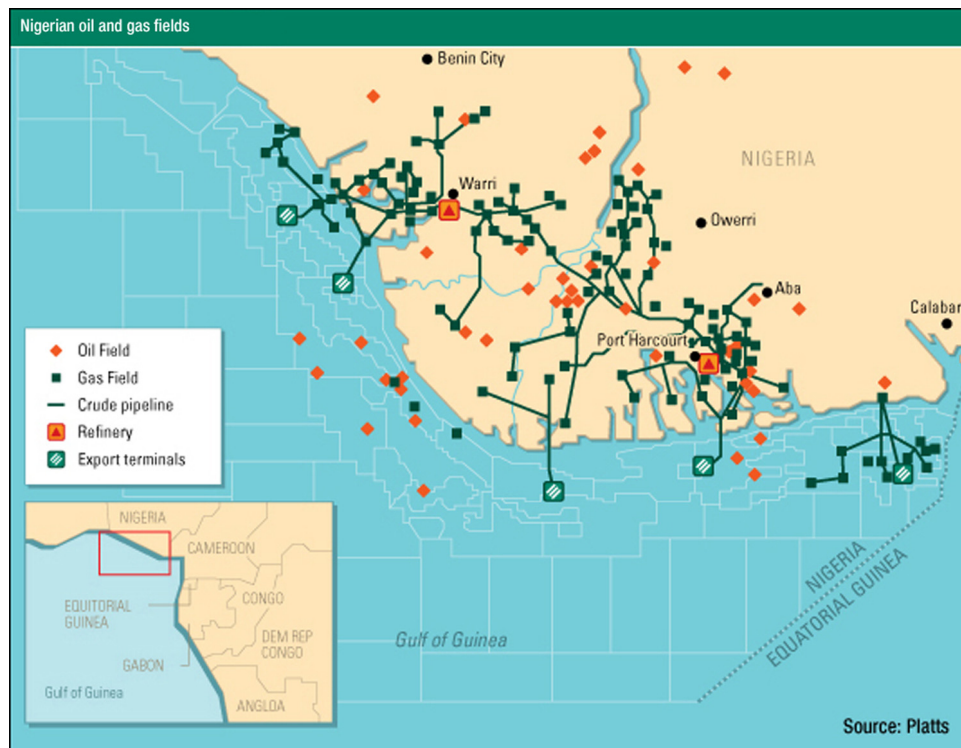 Nigerian oil and gas fields
Benin City
NIGERIA
Warri
Owerri
Aba
Calabar
Port Harcourt
Oil Field
Gas Field
Crude pipeline
Refinery
Export terminals
NIGERIA
CAMEROON
EQUITORIAL
GUINEA
CONGO
DEM REP
CONGO
GABON
Gulf of Guinea
ANGLOA
Gulf of Guinea
NIGERIA
EQUATORIAL GUINEA
Source: Platts